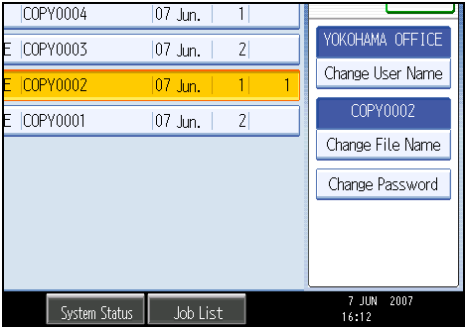 COPY0004 07 Jun. 1
E COPY0003 07 Jun. 2
E COPY0002 07 Jun. 1 1
E COPY0001 07 Jun. 2
YOKOHAMA OFFICE
Change User Name
COPY0002
Change File Name
Change Password
System Status Job List
7 JUN 2007
16:12